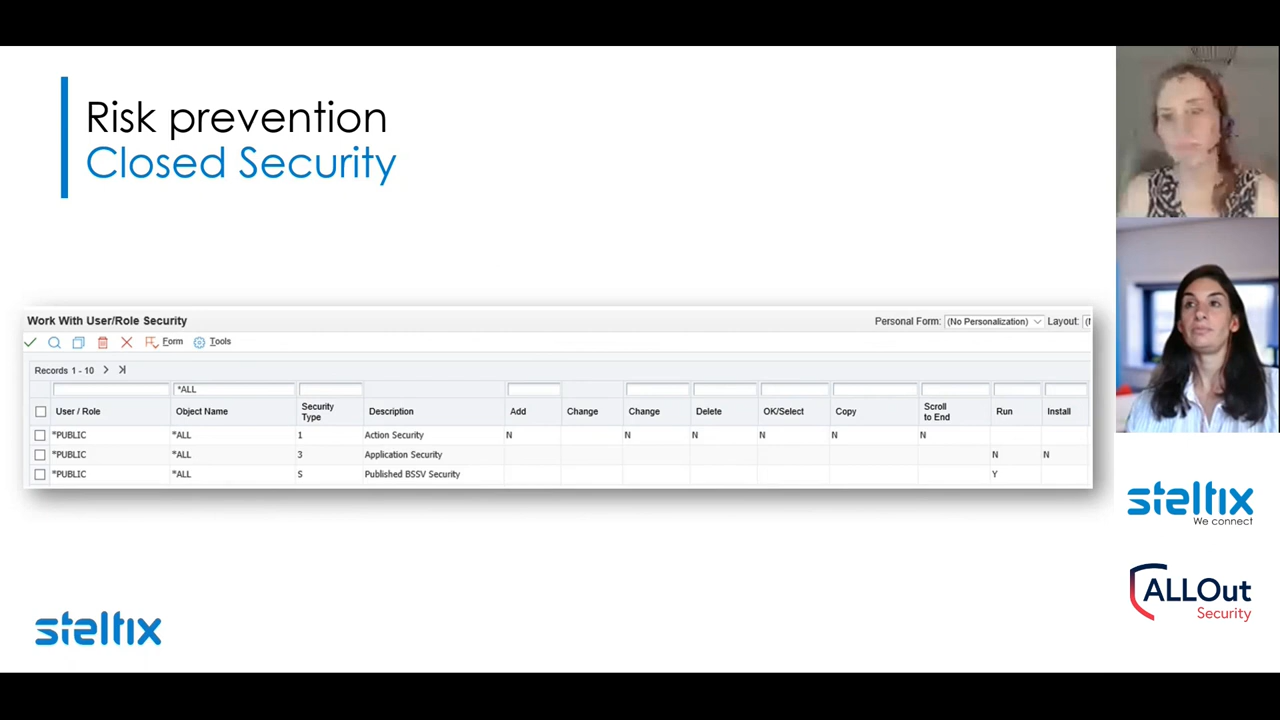 Risk prevention
Closed Security
Work With User/Role Security
Personal Form: (No Personalization) Layout:
Form Tools
Records 1 - 10
*ALL
User / Role Object Name Security Type Description Add Change Change Delete OK/Select Copy Scroll to End Run Install
*PUBLIC *ALL 1 Action Security N N N N N N
*PUBLIC *ALL 3 Application Security N N
*PUBLIC *ALL S Published BSSV Security Y
steltix
We connect
ALLOut
Security
steltix